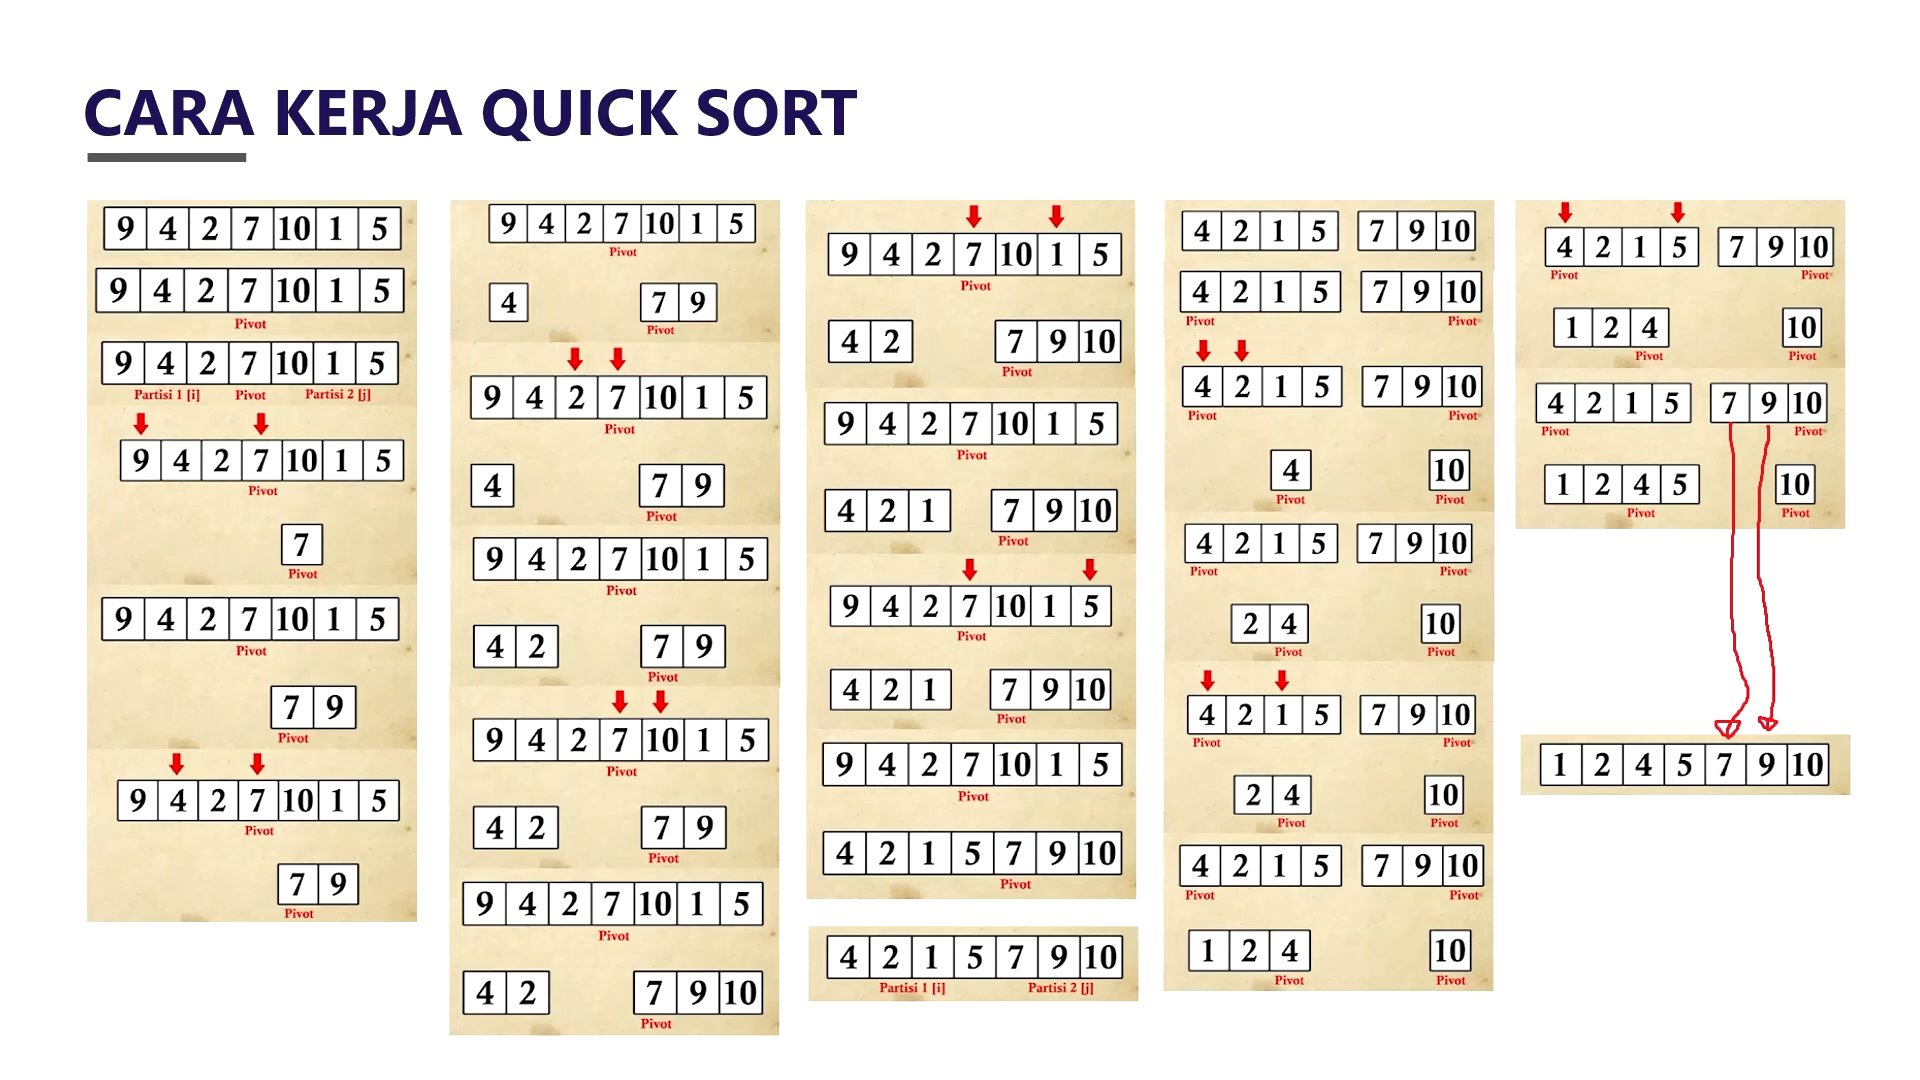 CARA KERJA QUICK SORT
9 4 2 7 10 1 5
9 4 2 7 10 1 5
Pivot
9 4 2 7 10 1 5
Partisi 1 [i] Pivot Partisi 2 [j]
9 4 2 7 10 1 5
Pivot
7
Pivot
9 4 2 7 10 1 5
Pivot
7 9
Pivot
9 4 2 7 10 1 5
Pivot
7 9
Pivot
9 4 2 7 10 1 5
Pivot
4 7 9
Pivot
9 4 2 7 10 1 5
Pivot
4 7 9
Pivot
9 4 2 7 10 1 5
Pivot
4 2 7 9
Pivot
9 4 2 7 10 1 5
Pivot
4 2 7 9
Pivot
9 4 2 7 10 1 5
Pivot
4 2 7 9 10
Pivot
9 4 2 7 10 1 5
Pivot
4 2 7 9 10
Pivot
9 4 2 7 10 1 5
Pivot
4 2 1 7 9 10
Pivot
9 4 2 7 10 1 5
Pivot
4 2 1 7 9 10
Pivot
9 4 2 7 10 1 5
Pivot
4 2 1 5 7 9 10
Pivot
4 2 1 5 7 9 10
Partisi 1 [i] Partisi 2 [j]
4 2 1 5 7 9 10
4 2 1 5 7 9 10
Pivot Pivot
4 2 1 5 7 9 10
Pivot Pivot
4 10
Pivot Pivot
4 2 1 5 7 9 10
Pivot Pivot
2 4 10
Pivot Pivot
4 2 1 5 7 9 10
Pivot Pivot
2 4 10
Pivot Pivot
4 2 1 5 7 9 10
Pivot Pivot
1 2 4 10
Pivot Pivot
4 2 1 5 7 9 10
Pivot Pivot
1 2 4 10
Pivot Pivot
4 2 1 5 7 9 10
Pivot Pivot
1 2 4 5 10
Pivot Pivot
1 2 4 5 7 9 10